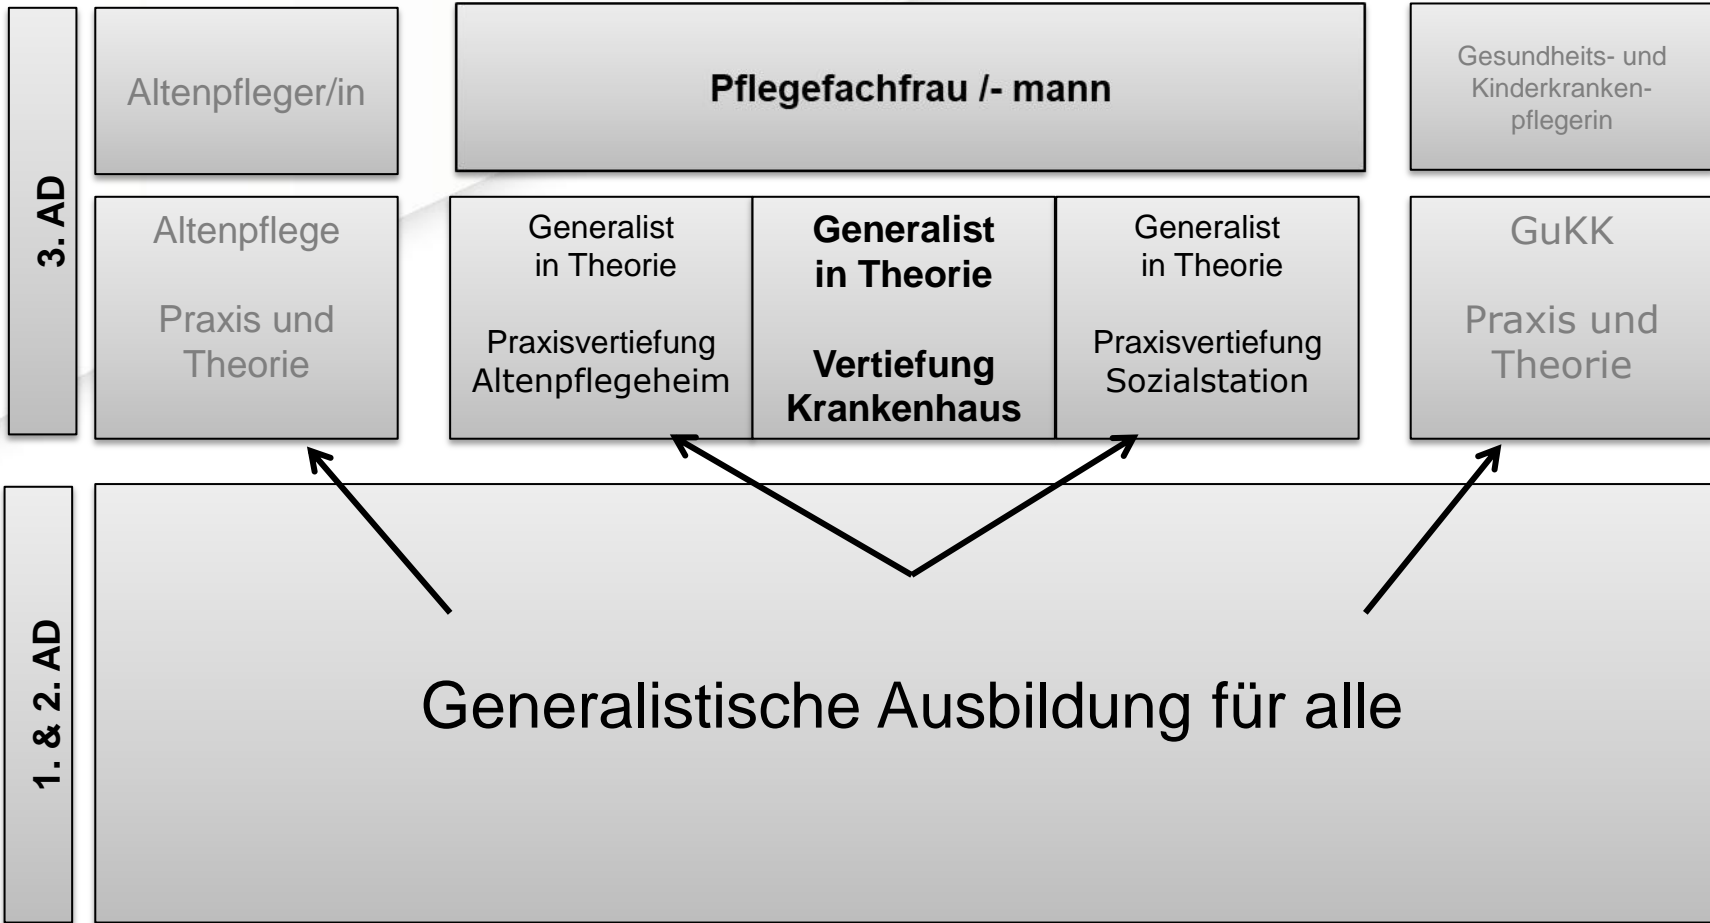 3. AD
Altenpfleger/in
Pflegefachfrau /- mann
Gesundheits- und
Kinderkranken-
pflegerin
Altenpflege
Praxis und
Theorie
Generalist
in Theorie
Praxisvertiefung
Altenpflegeheim
Generalist
in Theorie
Vertiefung
Krankenhaus
Generalist
in Theorie
Praxisvertiefung
Sozialstation
GuKK
Praxis und
Theorie
1. & 2. AD
Generalistische Ausbildung für alle